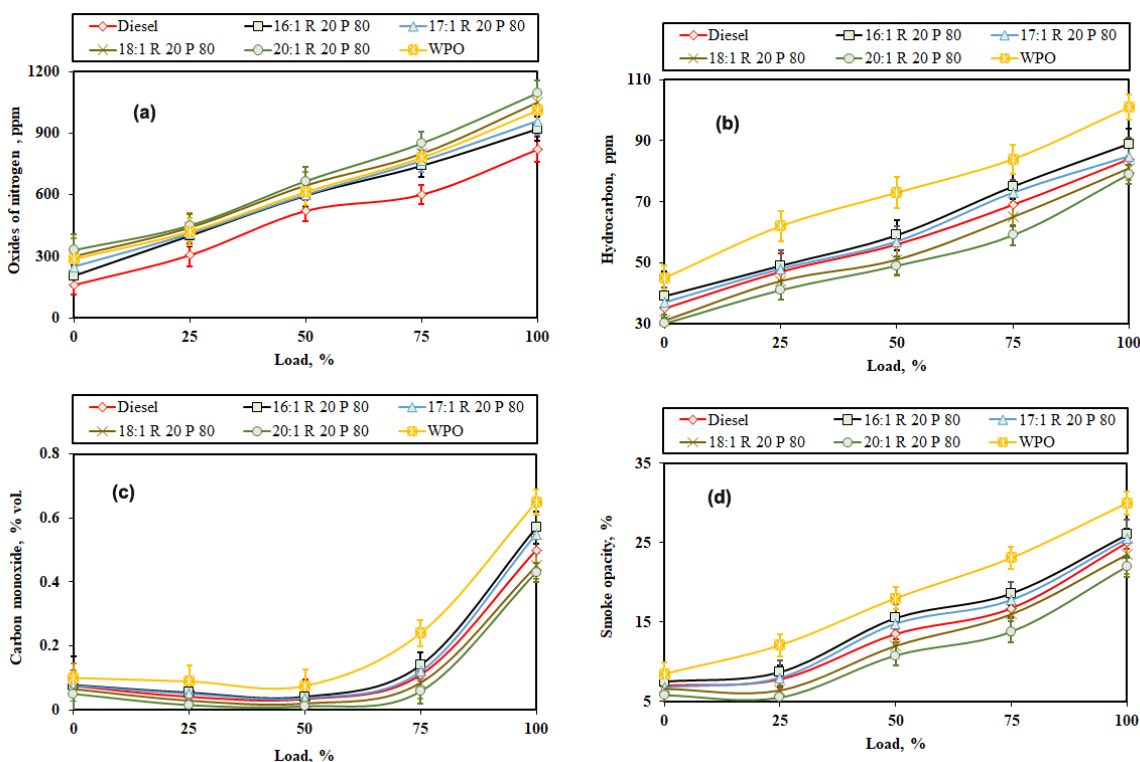 Diesel 16:1 R 20 P 80 17:1 R 20 P 80
18:1 R 20 P 80 20:1 R 20 P 80 WPO
(a)
Oxides of nitrogen , ppm
1200
900
600
300
0
0 25 50 75 100
Load, %
Diesel 16:1 R 20 P 80 17:1 R 20 P 80
18:1 R 20 P 80 20:1 R 20 P 80 WPO
(b)
Hydrocarbon, ppm
110
90
70
50
30
0 25 50 75 100
Load, %
Diesel 16:1 R 20 P 80 17:1 R 20 P 80
18:1 R 20 P 80 20:1 R 20 P 80 WPO
(c)
Carbon monoxide, % vol.
0.8
0.6
0.4
0.2
0
0 25 50 75 100
Load, %
Diesel 16:1 R 20 P 80 17:1 R 20 P 80
18:1 R 20 P 80 20:1 R 20 P 80 WPO
(d)
Smoke opacity, %
35
25
15
5
0 25 50 75 100
Load, %